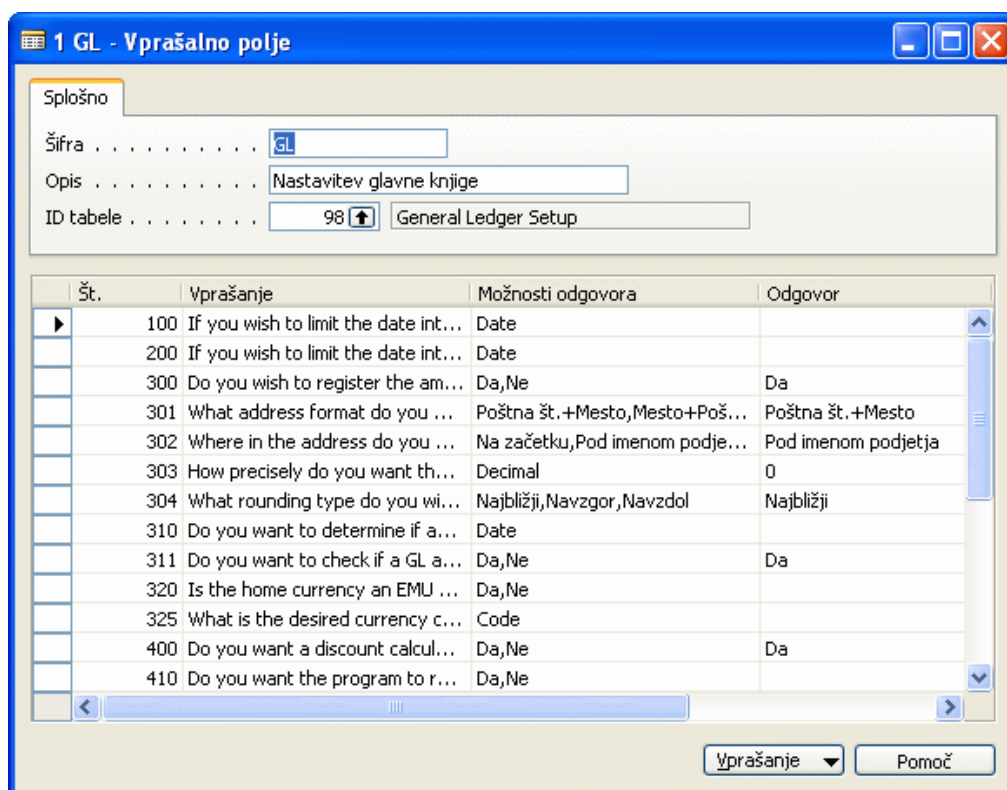 1 GL - Vprašalno polje
Splošno
Šifra . . . . . . . . . . GL
Opis . . . . . . . . . . Nastavitev glavne knjige
ID tabele . . . . . . . . 98 General Ledger Setup
Št. Vprašanje Možnosti odgovora Odgovor
100 If you wish to limit the date int... Date
200 If you wish to limit the date int... Date
300 Do you wish to register the am... Da,Ne Da
301 What address format do you ... Poštna št.+Mesto,Mesto+Poš... Poštna št.+Mesto
302 Where in the address do you ... Na začetku,Pod imenom podje... Pod imenom podjetja
303 How precisely do you want th... Decimal 0
304 What rounding type do you wi... Najbližji,Navzgor,Navzdol Najbližji
310 Do you want to determine if a... Date
311 Do you want to check if a GL a... Da,Ne Da
320 Is the home currency an EMU ... Da,Ne
325 What is the desired currency c... Code
400 Do you want a discount calcul... Da,Ne Da
410 Do you want the program to r... Da,Ne
Vprašanje Pomoč